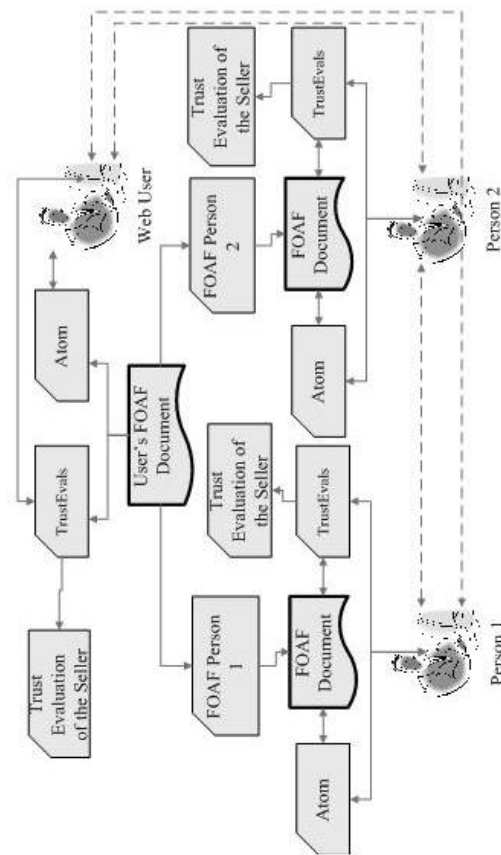 Trust
Evaluation
of the Seller
TrustEvals
Atom
Web User
User's FOAF
Document
FOAF Person
1
Trust
Evaluation of
the Seller
FOAF Person
2
Trust
Evaluation of
the Seller
Atom
FOAF
Document
TrustEvals
Atom
FOAF
Document
TrustEvals
Person 1
Person 2